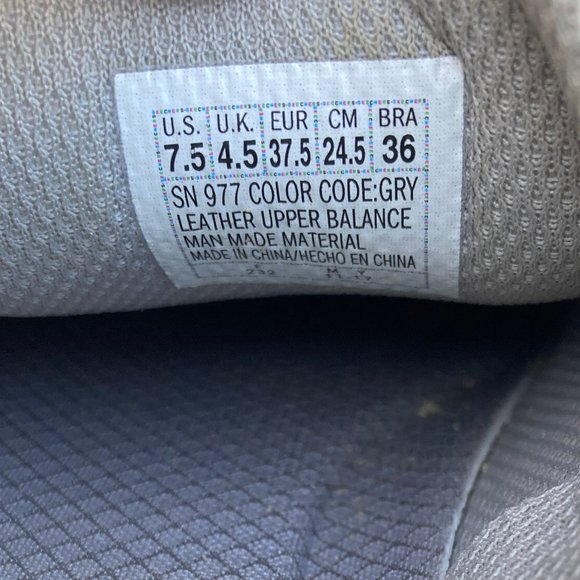 U.S. U.K. EUR CM BRA
7.5 4.5 37.5 24.5 36
SN 977 COLOR CODE:GRY
LEATHER UPPER BALANCE
MAN MADE MATERIAL
MADE IN CHINA/HECHO EN CHINA